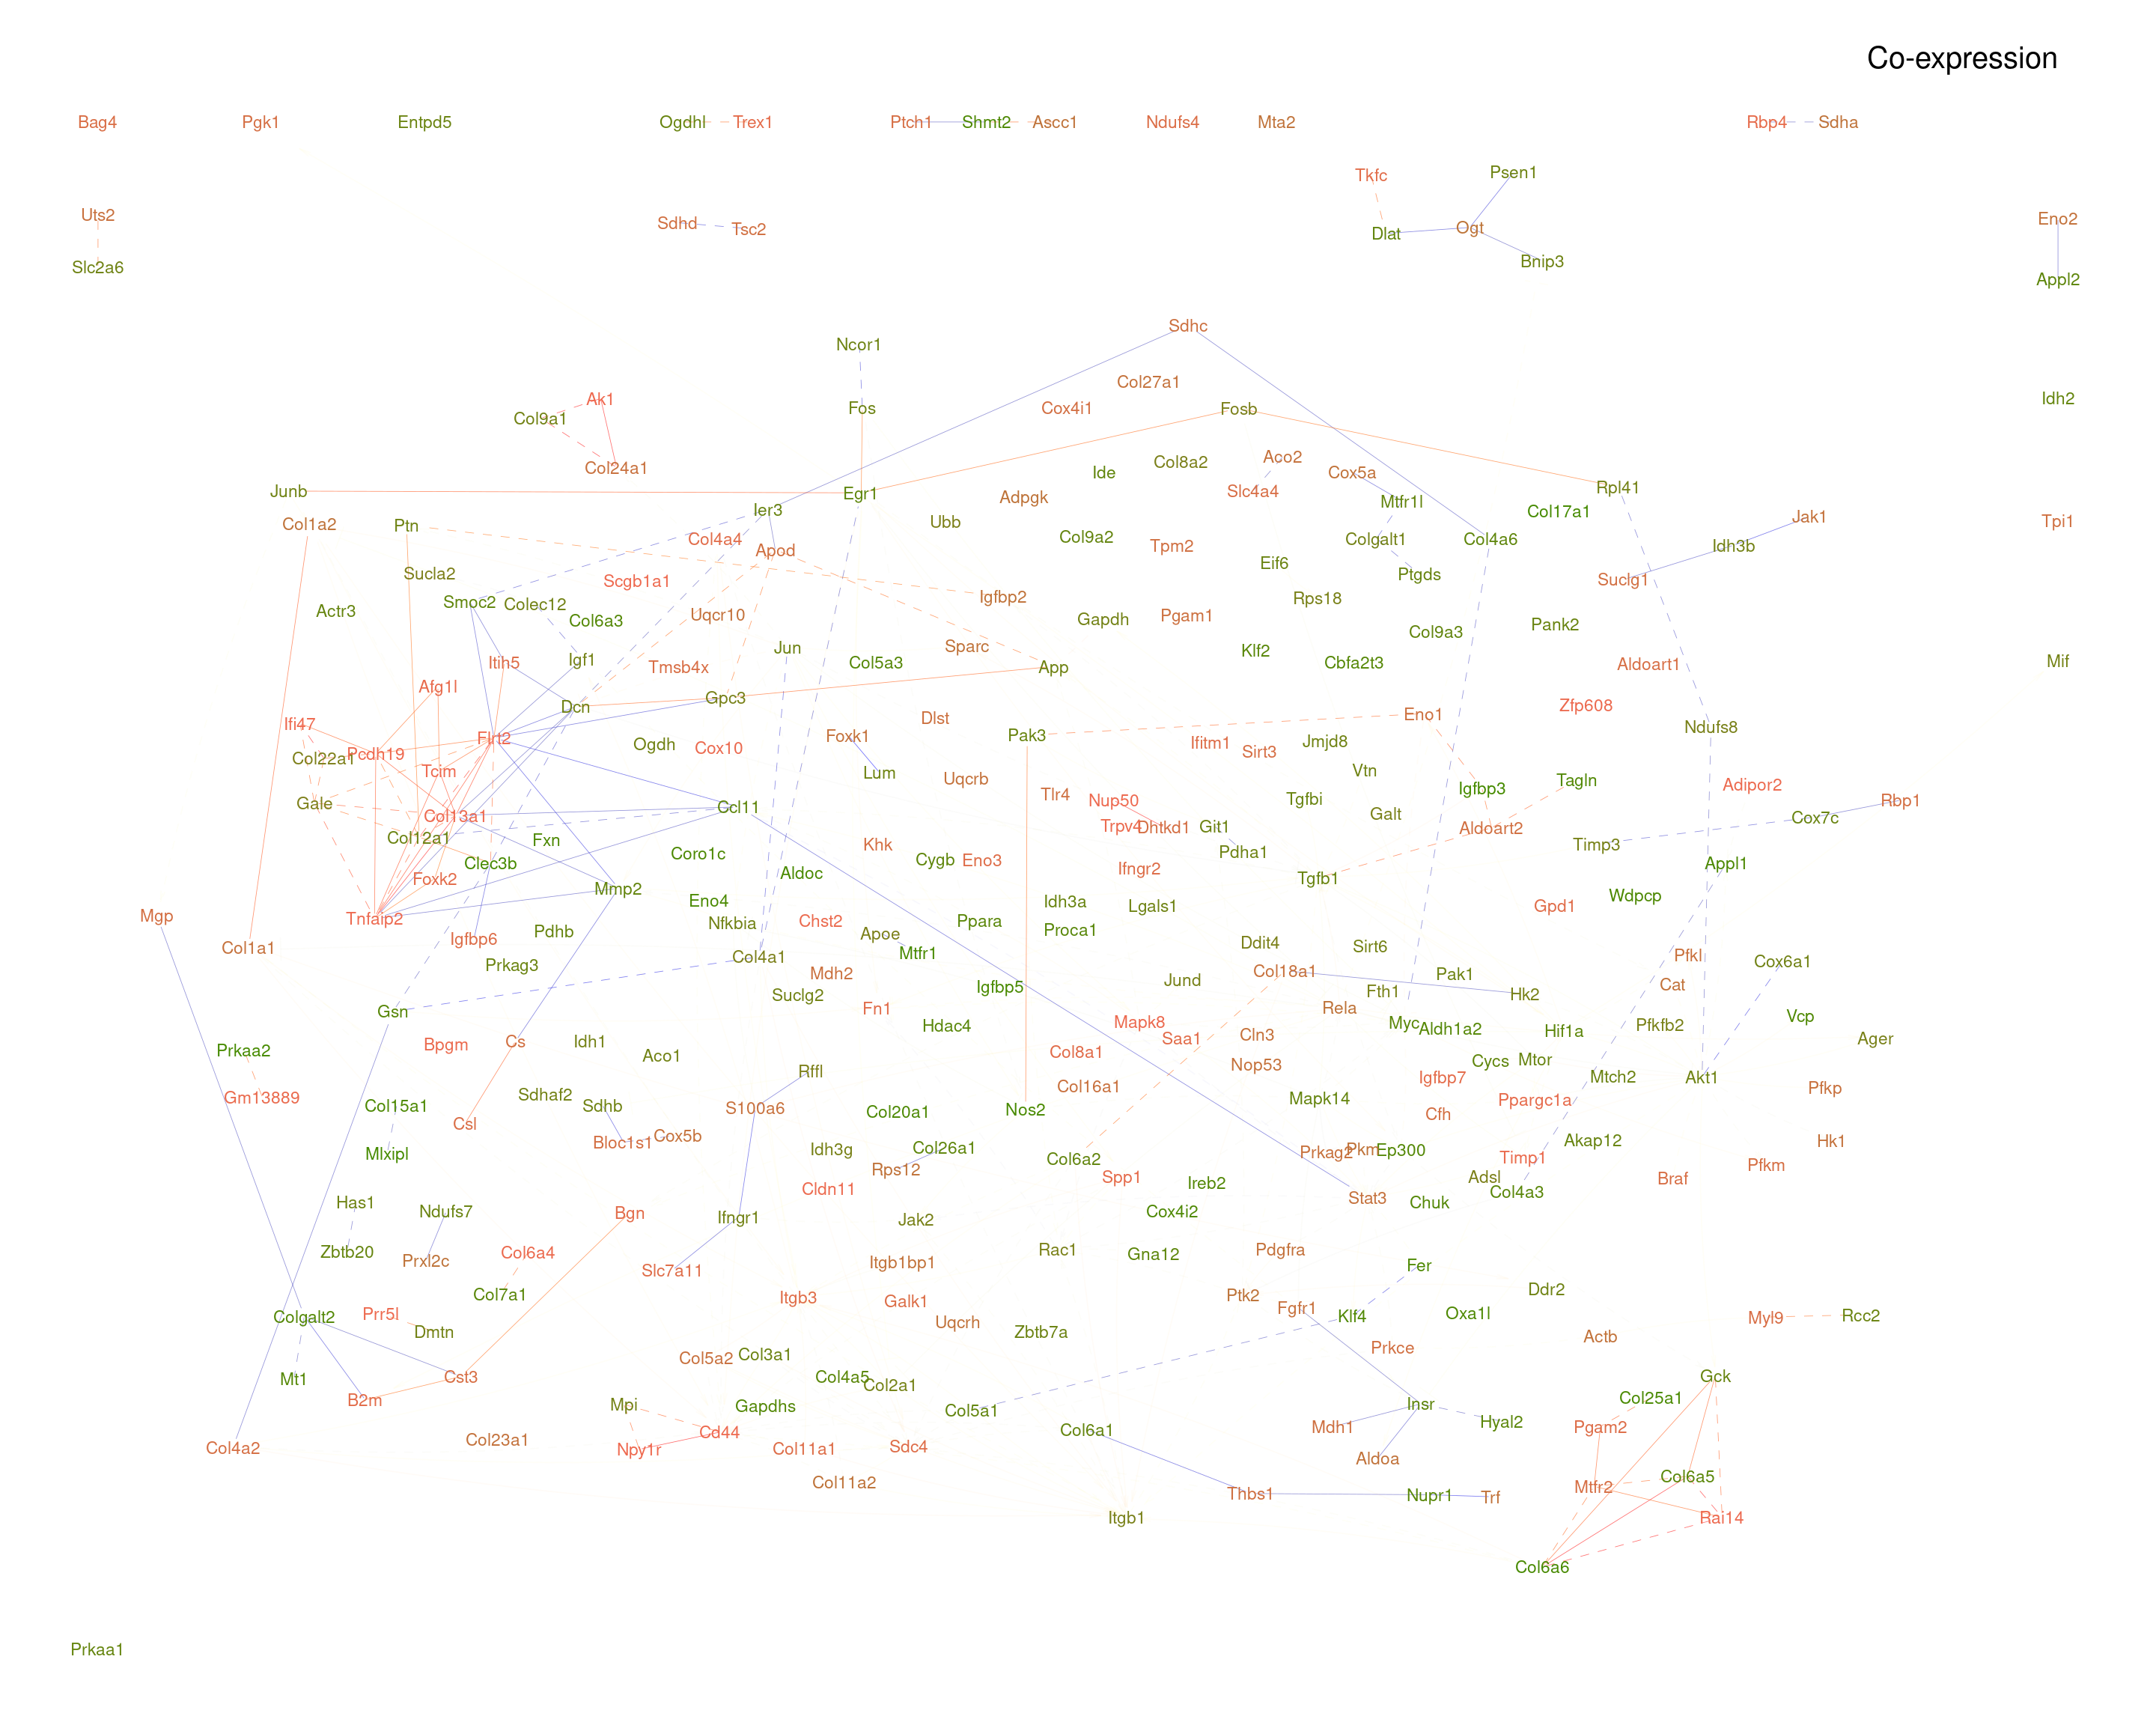 Co-expression
Bag4 Pgk1 Entpd5 Ogdhl Trex1 Ptch1 Shmt2 Ascc1 Ndufs4 Mta2 Rbp4 Sdha
Tkfc Psen1
Uts2 Sdhd Tsc2 Dlat Ogt Eno2
Slc2a6 Bnip3 Appl2
Sdhc
Ncor1
Col27a1
Ak1 Col9a1 Fos Cox4i1 Fosb Idh2
Col24a1 Ide Col8a2 Aco2 Cox5a
Junb Egr1 Adpgk Slc4a4 Mtfr1l Rpl41
Col1a2 Ptn Ier3 Ubb Col17a1 Jak1 Tpi1
Col4a4 Apod Col9a2 Tpm2 Colgalt1 Col4a6 Idh3b
Sucla2 Scgb1a1 Eif6 Ptgds Suclg1
Actr3 Smoc2 Colec12 Col6a3 Uqcr10 Igfbp2 Gapdh Pgam1 Rps18 Pank2
Itih5 Igf1 Tmsb4x Jun Col5a3 Sparc App Klf2 Cbfa2t3 Col9a3 Aldoart1 Mif
Afg1l Dcn Gpc3 Dlst Eno1 Zfp608
Ifi47 Pcdh19 Flrt2 Ogdh Cox10 Foxk1 Pak3 Ifitm1 Sirt3 Jmjd8 Ndufs8
Col22a1 Tcim Lum Uqcrb Vtn Igfbp3 Tagln Adipor2
Gale Col13a1 Ccl11 Tlr4 Nup50 Tgfbi Galt Rbp1
Col12a1 Fxn Khk Trpv4 Dhtkd1 Git1 Aldoart2 Timp3 Cox7c
Clec3b Coro1c Aldoc Cygb Eno3 Ifngr2 Pdha1 Appl1
Foxk2 Mmp2 Eno4 Idh3a Lgals1 Tgfb1 Gpd1 Wdpcp
Mgp Tnfaip2 Igfbp6 Pdhb Nfkbia Chst2 Apoe Ppara Proca1
Col1a1 Prkag3 Col4a1 Mtfr1 Ddit4 Sirt6 Pfkl Cox6a1
Mdh2 Suclg2 Igfbp5 Jund Col18a1 Fth1 Pak1 Hk2 Cat
Gsn Fn1 Hdac4 Mapk8 Rela Myc Aldh1a2 Hif1a Pfkfb2 Vcp
Prkaa2 Bpgm Cs Idh1 Aco1 Col8a1 Saa1 Cln3 Cycs Mtor Ager
Gm13889 Sdhaf2 Sdhb Rffl Col16a1 Nop53 Igfbp7 Ppargc1a Mtch2 Akt1 Pfkp
Col15a1 Csl S100a6 Col20a1 Nos2 Mapk14 Cfh
Mlxipl Bloc1s1 Cox5b Idh3g Col26a1 Rps12 Col6a2 Prkag2 Pkm Ep300 Timp1 Akap12 Hk1
Has1 Ndufs7 Cldn11 Spp1 Ireb2 Stat3 Chuk Adsl Col4a3 Braf Pfkm
Bgn Ifngr1 Jak2 Cox4i2
Zbtb20 Prxl2c Col6a4 Slc7a11 Itgb1bp1 Rac1 Gna12 Pdgfra Fer
Col7a1 Itgb3 Galk1 Ptk2 Fgfr1 Ddr2
Colgalt2 Prr5l Dmtn Uqcrh Zbtb7a Klf4 Oxa1l Myl9 Rcc2
Col5a2 Col3a1 Prkce Actb
Mt1 B2m Cst3 Col4a5 Col2a1 Gck
Mpi Gapdhs Col5a1 Insr Hyal2 Col25a1
Col4a2 Col23a1 Npy1r Cd44 Col11a1 Sdc4 Col6a1 Mdh1 Pgam2
Col11a2 Thbs1 Aldoa Nupr1 Trf Mtfr2 Col6a5
Itgb1 Rai14
Col6a6
Prkaa1